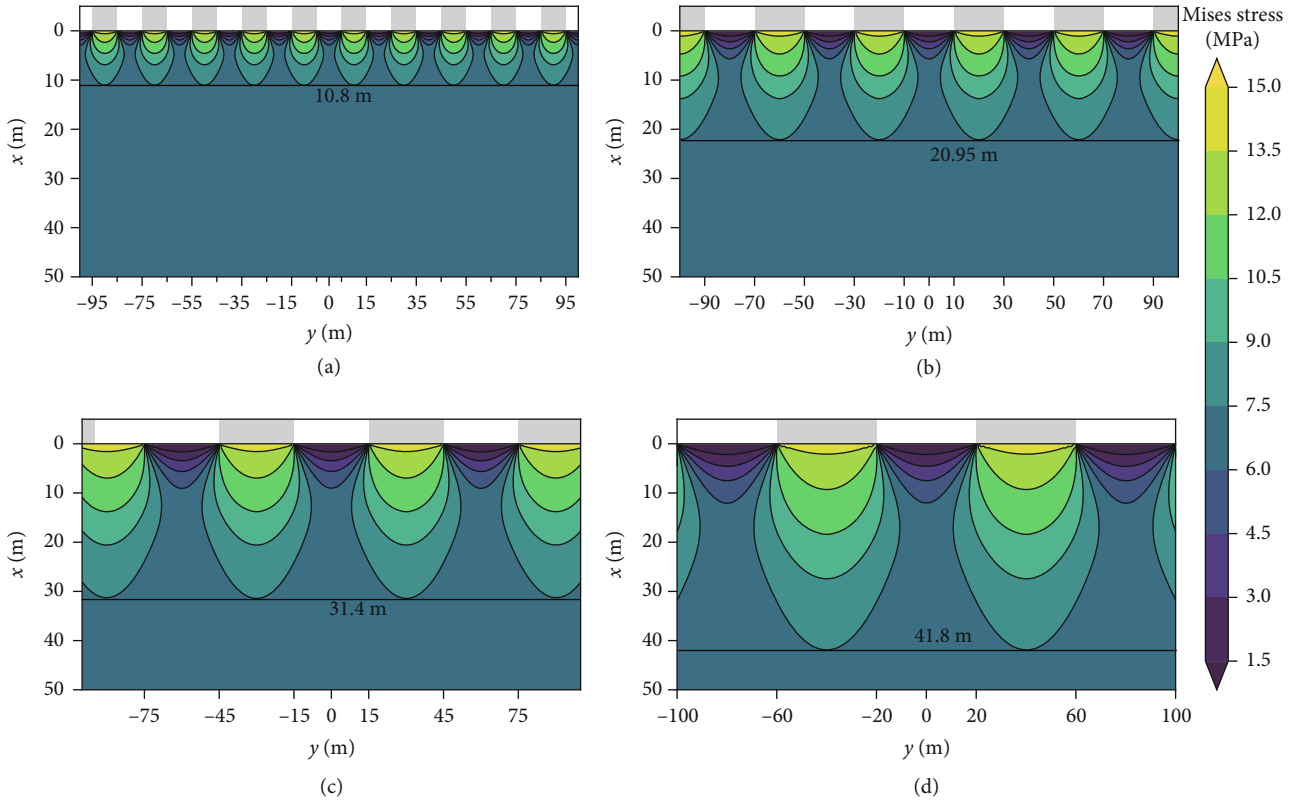 Mises stress
(MPa)
0
10
20
30
40
50
x (m)
10.8 m
−95 −75 −55 −35 −15 0 15 35 55 75 95
y (m)
(a)
0
10
20
30
40
50
x (m)
20.95 m
−90 −70 −50 −30 −10 0 10 30 50 70 90
y (m)
(b)
15.0
13.5
12.0
10.5
9.0
7.5
6.0
4.5
3.0
1.5
0
10
20
30
40
50
x (m)
31.4 m
−75 −45 −15 0 15 45 75
y (m)
(c)
0
10
20
30
40
50
x (m)
41.8 m
−100 −60 −20 0 20 60 100
y (m)
(d)